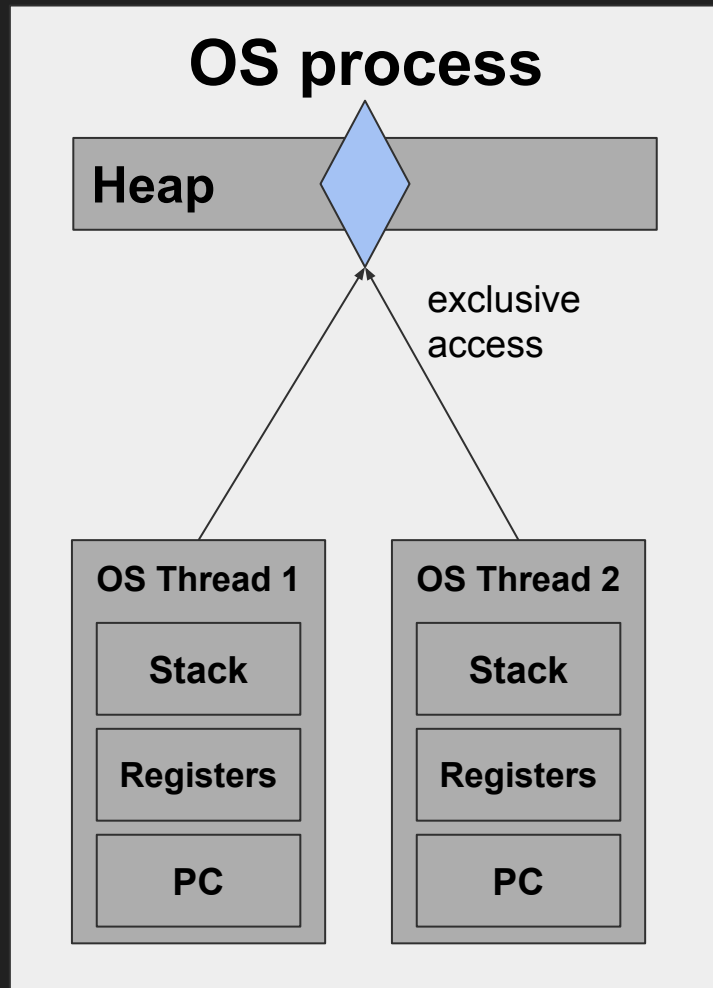 OS process
Heap
exclusive
access
OS Thread 1
Stack
Registers
PC
OS Thread 2
Stack
Registers
PC